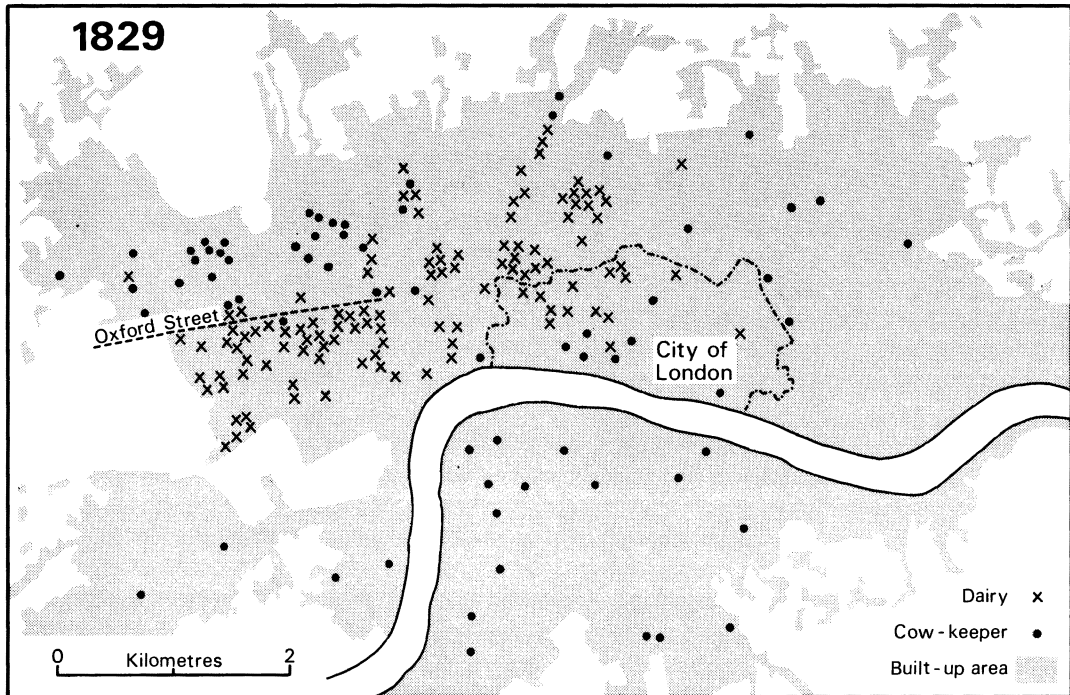 1829
Oxford Street
City of
London
Dairy x
Cow-keeper
Built-up area
0 Kilometres 2